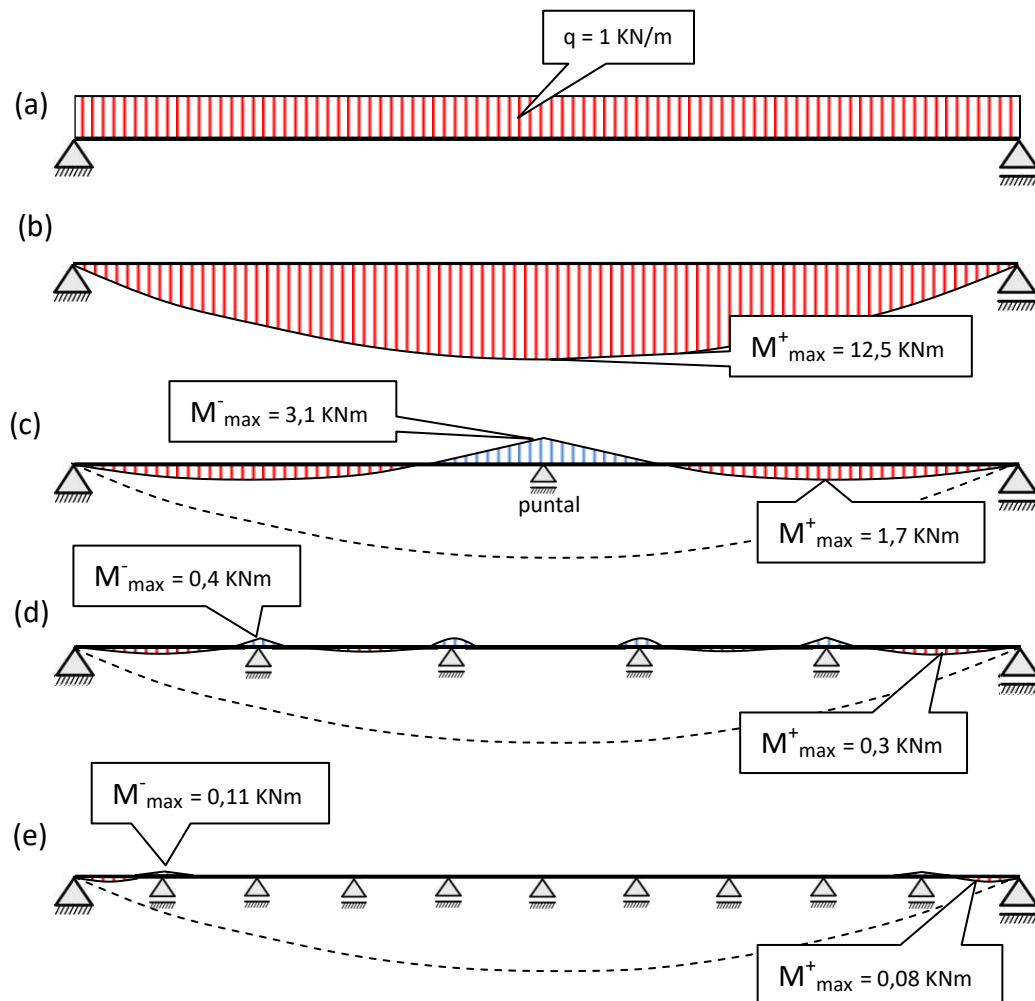 q = 1 KN/m
(a)
(b)
M⁺max = 12,5 KNm
M⁻max = 3,1 KNm
(c)
puntal
M⁺max = 1,7 KNm
M⁻max = 0,4 KNm
(d)
M⁺max = 0,3 KNm
M⁻max = 0,11 KNm
(e)
M⁺max = 0,08 KNm